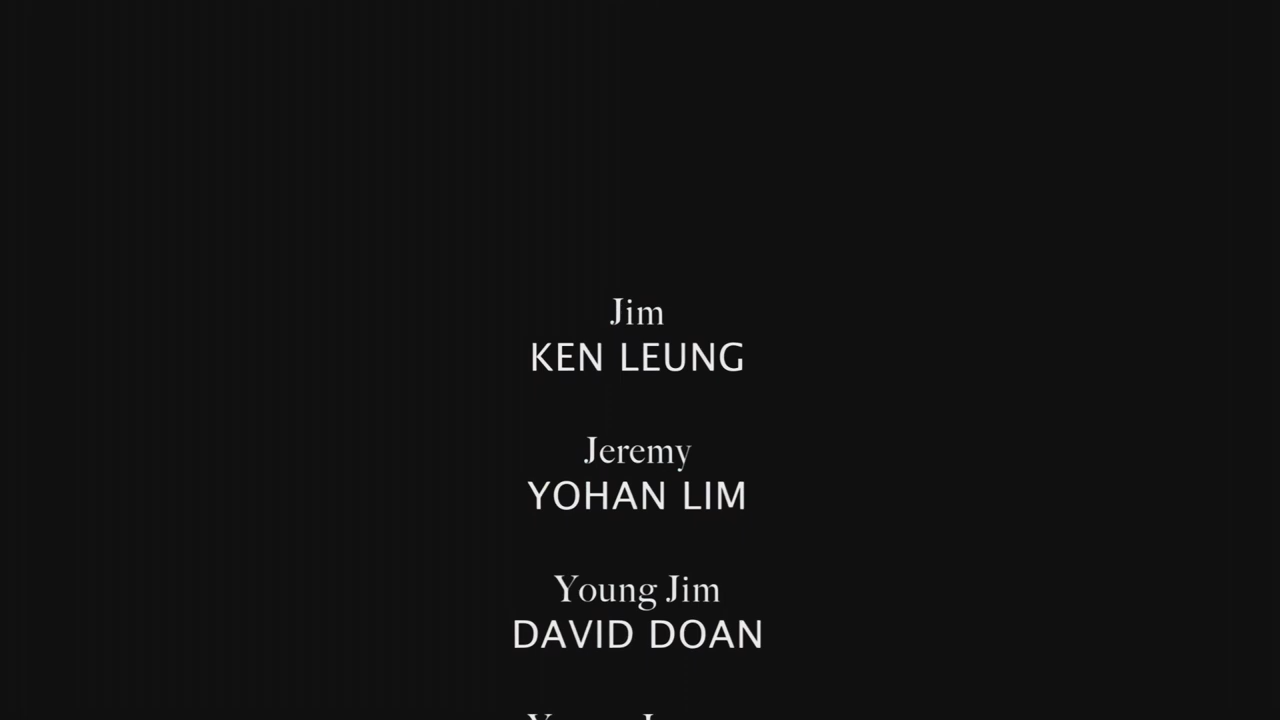 Jim
KEN LEUNG
Jeremy
YOHAN LIM
Young Jim
DAVID DOAN